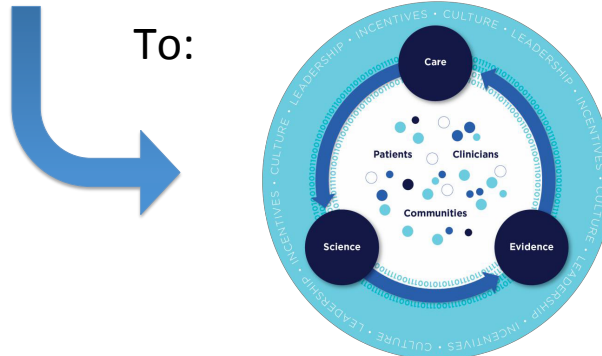 To:
CULTURE • LEADERSHIP • INCENTIVES • CULTURE • LEADERSHIP • INCENTIVES • CULTURE • LEADERSHIP • INCENTIVES • CULTURE • LEADERSHIP • INCENTIVES •
Care
Patients Clinicians
Communities
Science Evidence